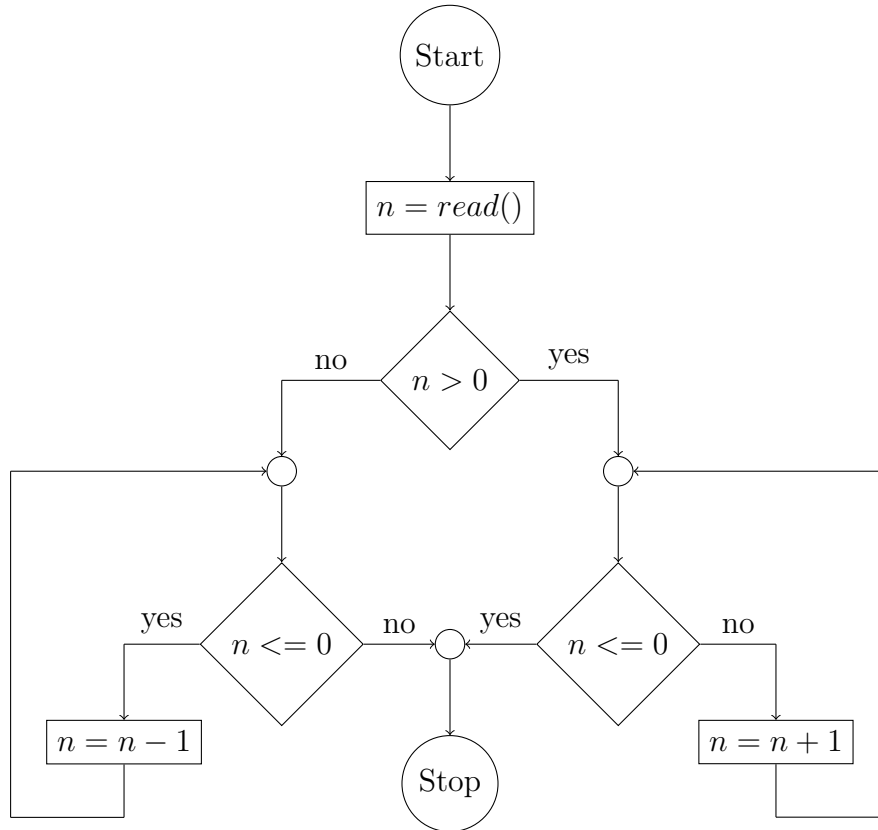 Start
n = read()
no
yes
n > 0
yes
no
yes
no
n <= 0
n <= 0
n = n − 1
n = n + 1
Stop